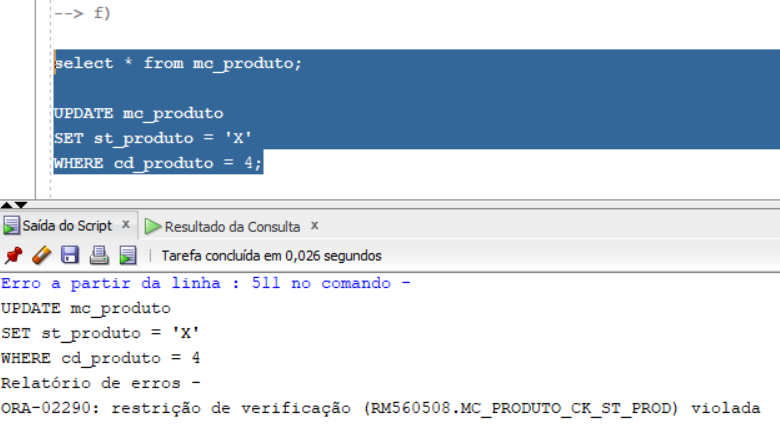 --> f)
select * from mc_produto;
UPDATE mc_produto
SET st_produto = 'X'
WHERE cd_produto = 4;
Saída do Script x Resultado da Consulta x
Tarefa concluída em 0,026 segundos
Erro a partir da linha : 511 no comando -
UPDATE mc_produto
SET st_produto = 'X'
WHERE cd_produto = 4
Relatório de erros -
ORA-02290: restrição de verificação (RM560508.MC_PRODUTO_CK_ST_PROD) violada